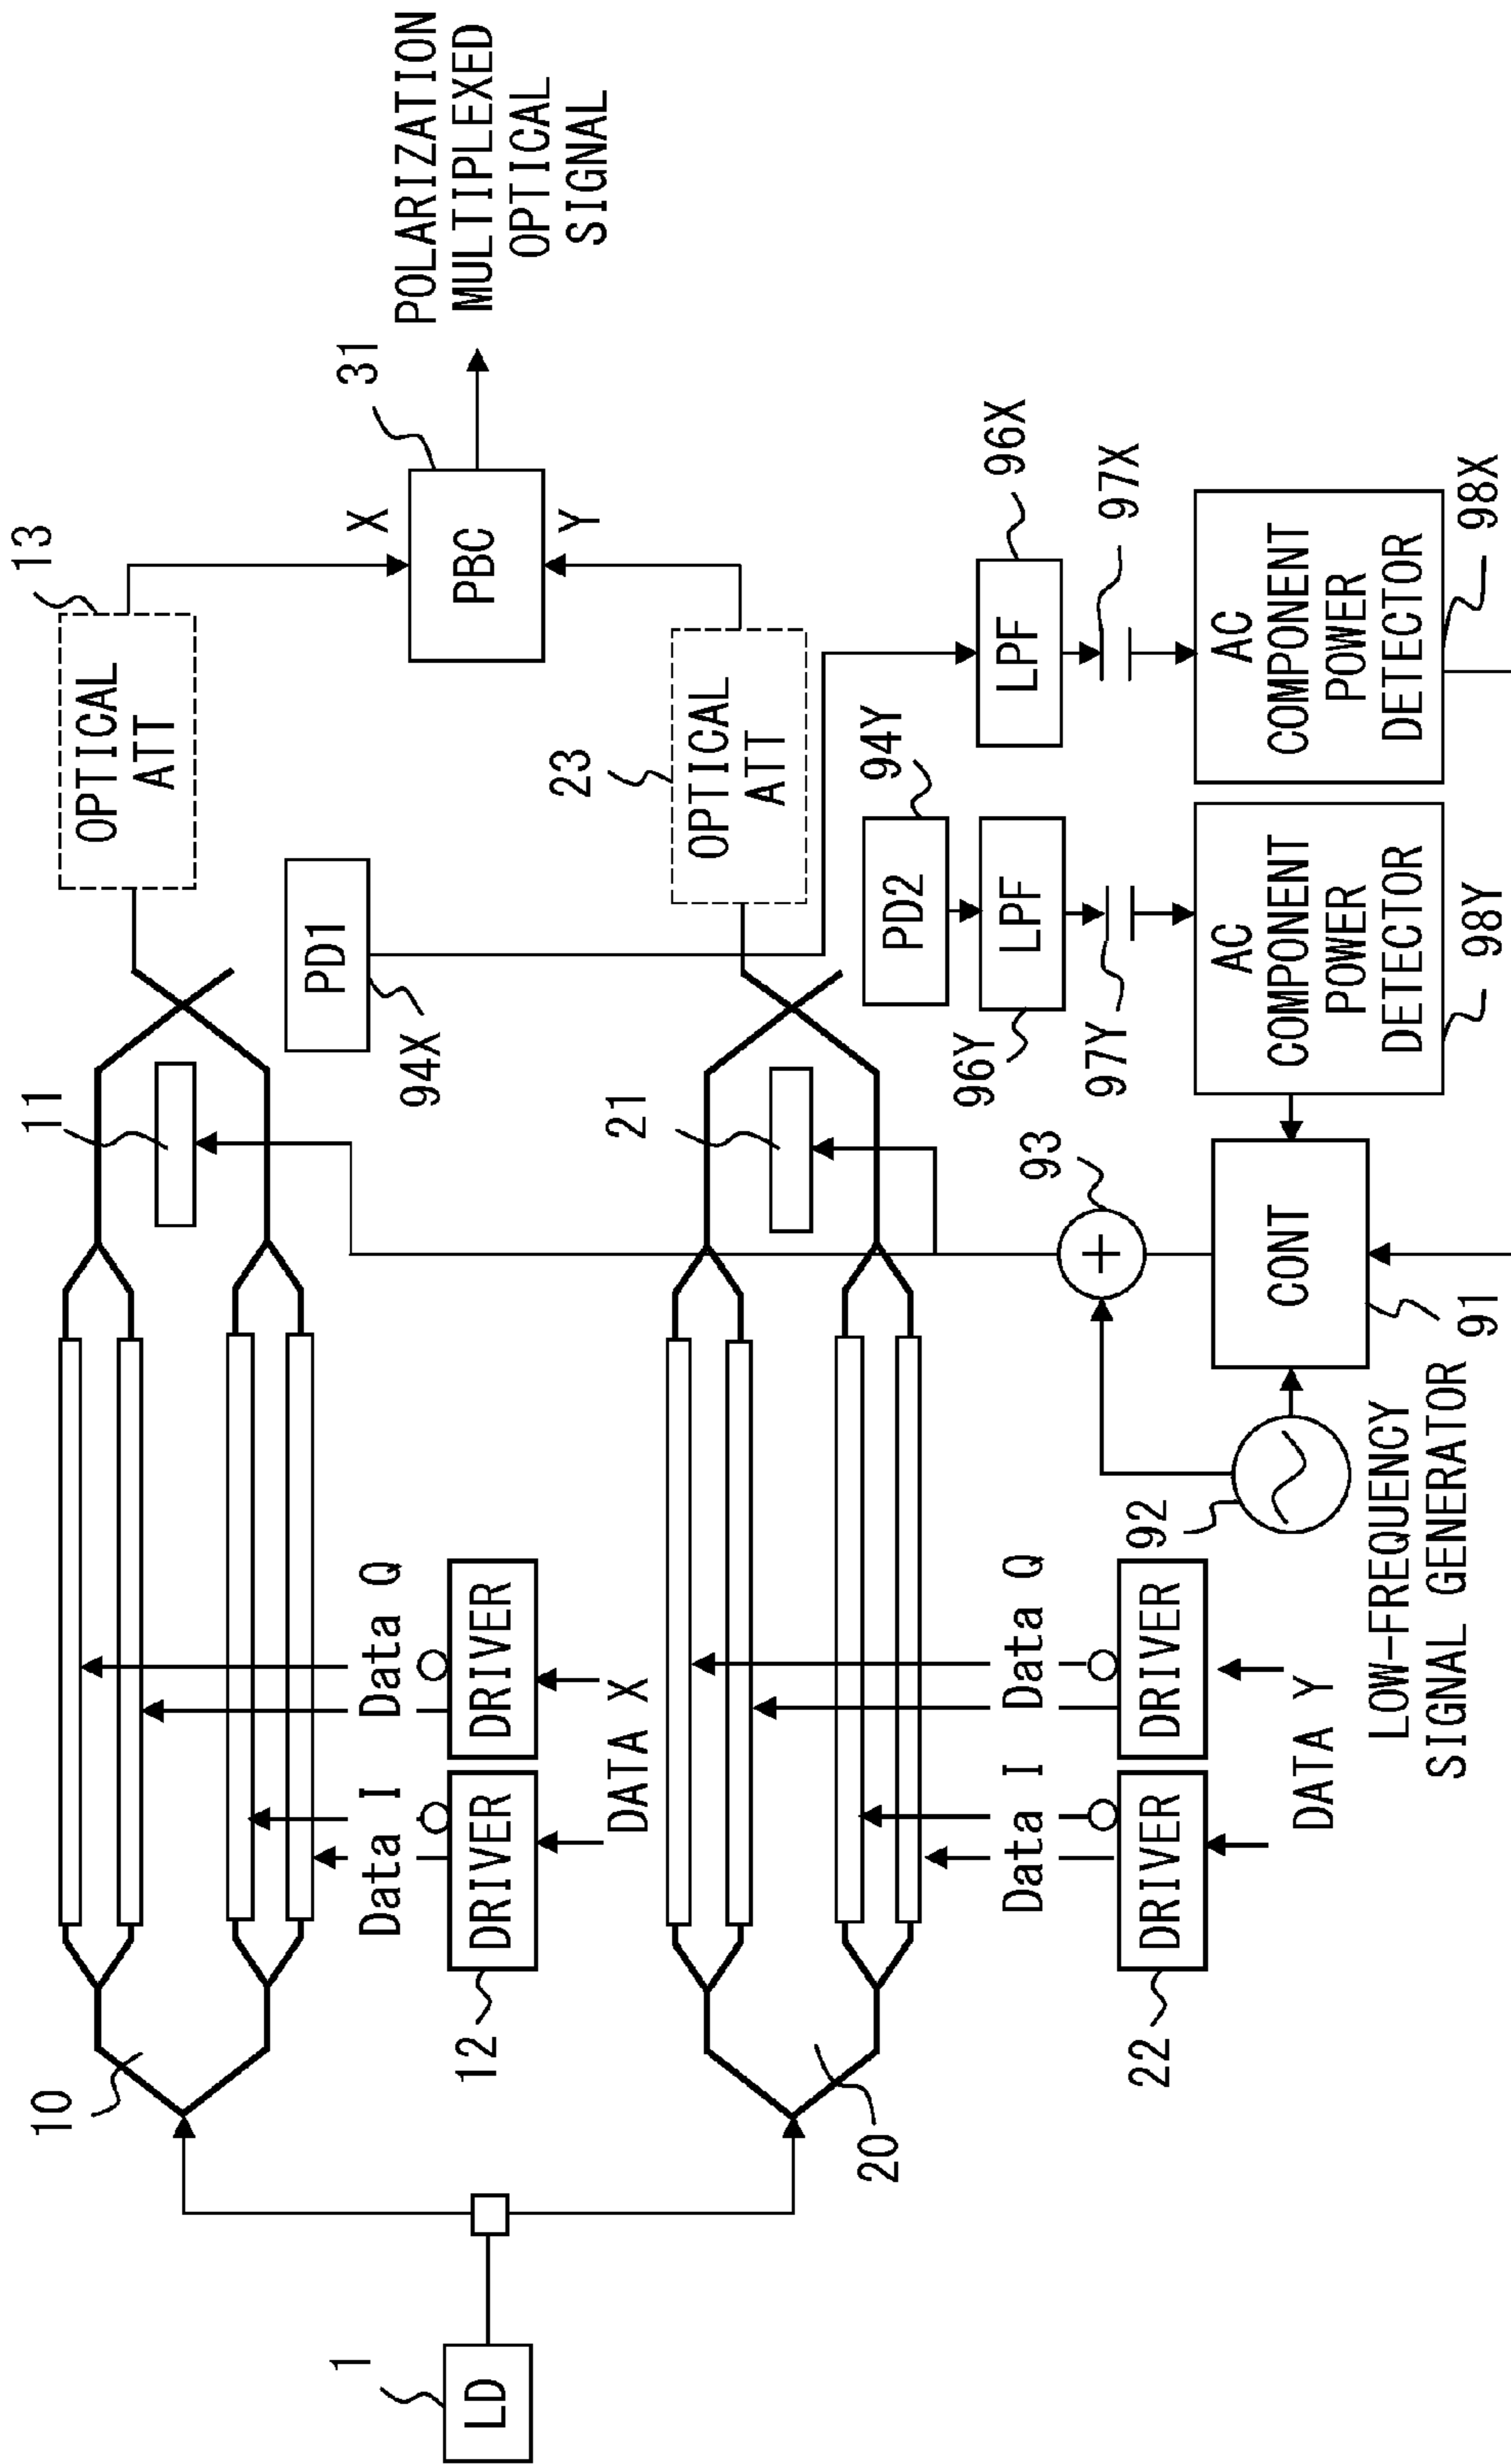 1
LD
10
20
12
DRIVER
DRIVER
Data I
Data Q
DATA X
22
DRIVER
DRIVER
Data I
Data Q
DATA Y
11
21
13
OPTICAL
ATT
23
OPTICAL
ATT
X
Y
PBC
31
POLARIZATION
MULTIPLEXED
OPTICAL
SIGNAL
PD1
94X
PD2
94Y
LPF
96Y
97Y
LPF
96X
97X
AC
COMPONENT
POWER
DETECTOR
98Y
AC
COMPONENT
POWER
DETECTOR
98X
93
CONT
91
92
LOW-FREQUENCY
SIGNAL GENERATOR